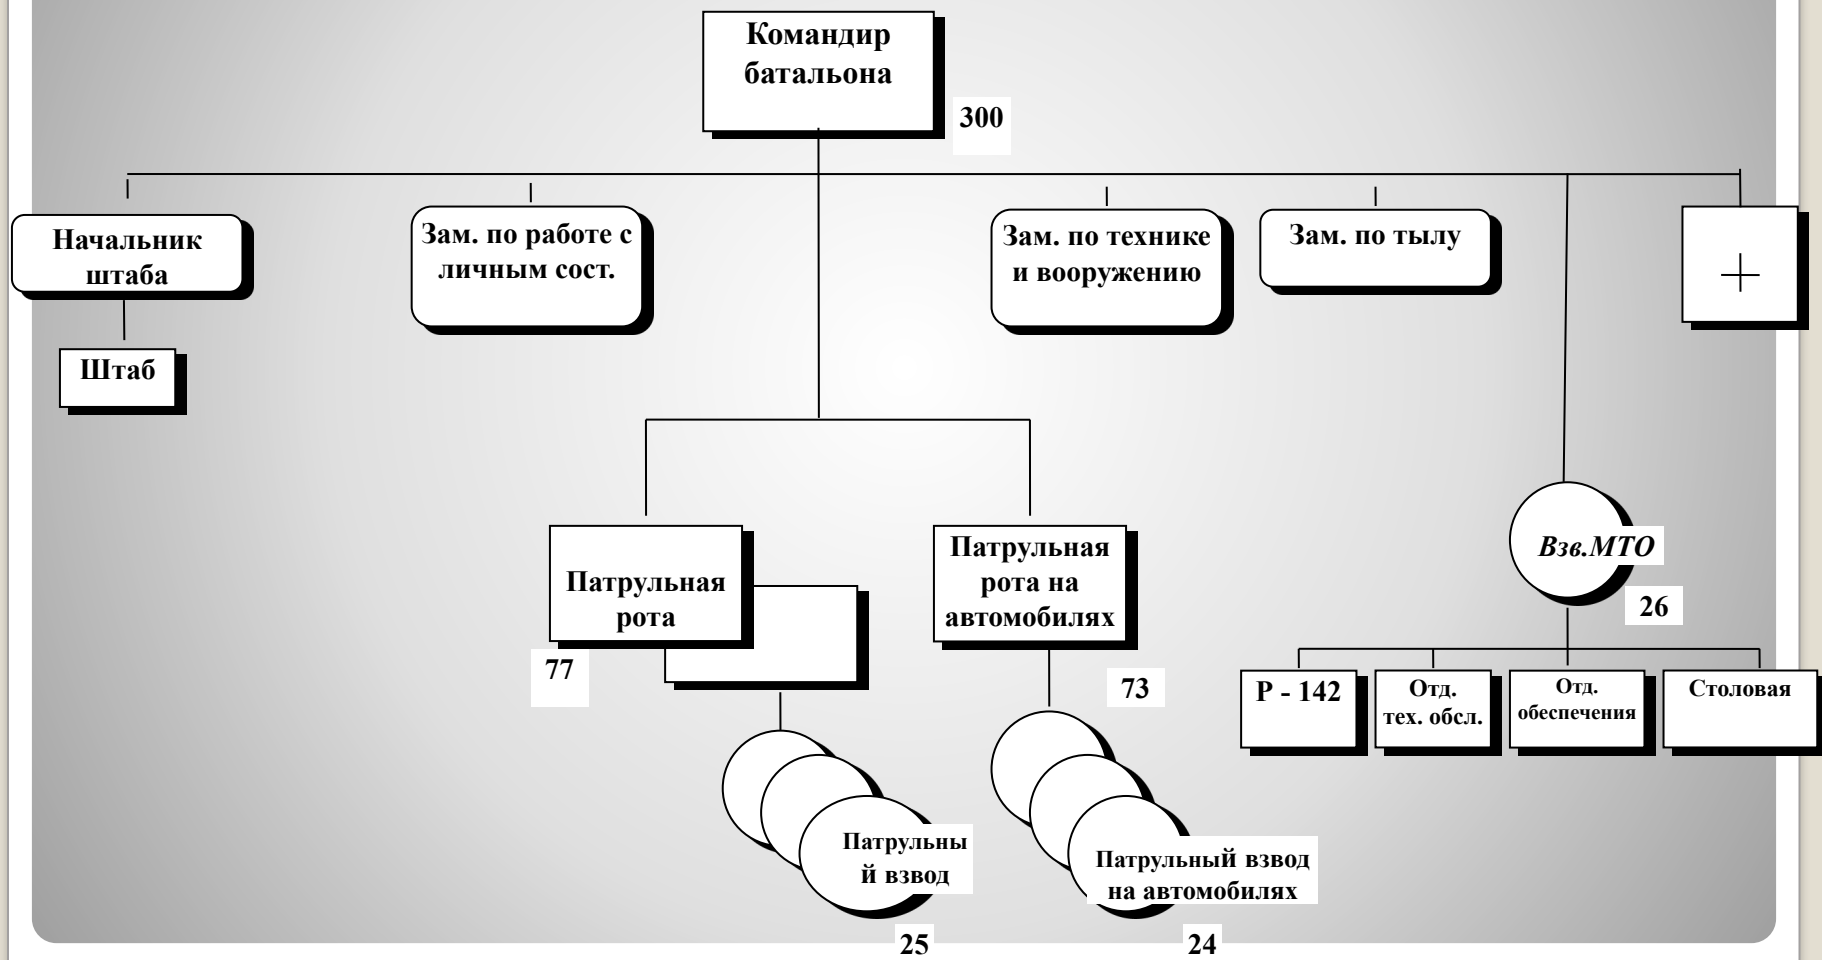 Командир
батальона
300
Начальник
штаба
Зам. по работе с
личным сост.
Зам. по технике
и вооружению
Зам. по тылу
Штаб
Патрульная
рота
77
Патрульная
рота на
автомобилях
73
Взв.МТО
26
Р - 142
Отд.
тех. обсл.
Отд.
обеспечения
Столовая
Патрульны
й взвод
25
Патрульный взвод
на автомобилях
24